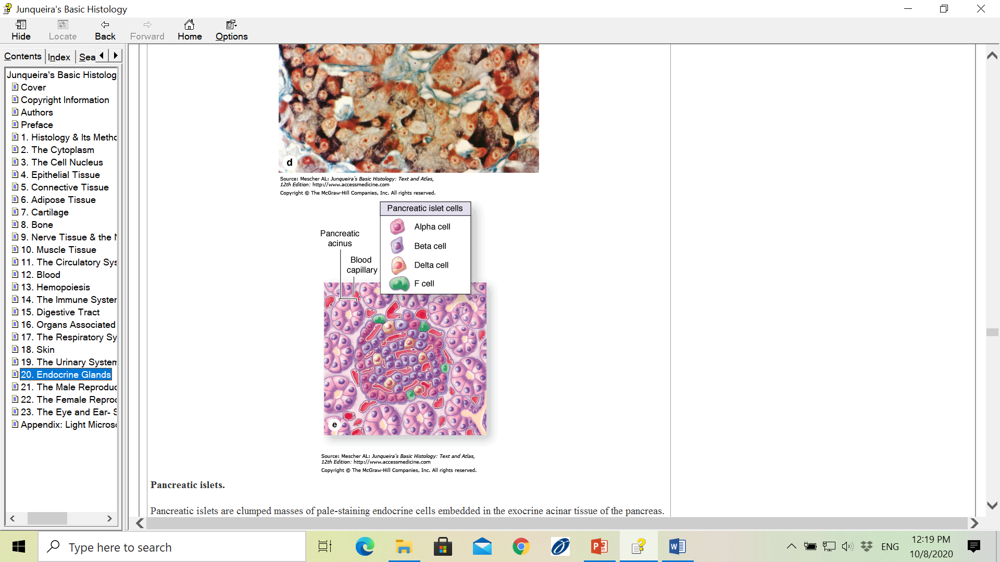 Junqueira's Basic Histology
Hide
Locate
Back
Forward
Home
Options
Contents
Index
Sea
Junqueira's Basic Histolog
Cover
Copyright Information
Authors
Preface
1. Histology & Its Metho
2. The Cytoplasm
3. The Cell Nucleus
4. Epithelial Tissue
5. Connective Tissue
6. Adipose Tissue
7. Cartilage
8. Bone
9. Nerve Tissue & the N
10. Muscle Tissue
11. The Circulatory Sys
12. Blood
13. Hemopoiesis
14. The Immune System
15. Digestive Tract
16. Organs Associated
17. The Respiratory Sy
18. Skin
19. The Urinary System
20. Endocrine Glands
21. The Male Reproduc
22. The Female Reprod
23. The Eye and Ear- S
Appendix: Light Microso
d
Source: Mescher AL: Junqueira´s Basic Histology: Text and Atlas,
12th Edition: http://www.accessmedicine.com
Copyright © The McGraw-Hill Companies, Inc. All rights reserved.
Pancreatic islet cells
Alpha cell
Beta cell
Delta cell
F cell
Pancreatic
acinus
Blood
capillary
e
Source: Mescher AL: Junqueira´s Basic Histology: Text and Atlas,
12th Edition: http://www.accessmedicine.com
Copyright © The McGraw-Hill Companies, Inc. All rights reserved.
Pancreatic islets.
Pancreatic islets are clumped masses of pale-staining endocrine cells embedded in the exocrine acinar tissue of the pancreas.
Type here to search
ENG
12:19 PM
10/8/2020